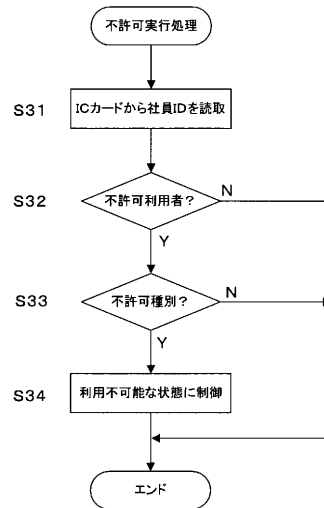 不許可実行処理
S31
ICカードから社員IDを読取
S32
不許可利用者？
N
Y
S33
不許可種別？
N
Y
S34
利用不可能な状態に制御
エンド